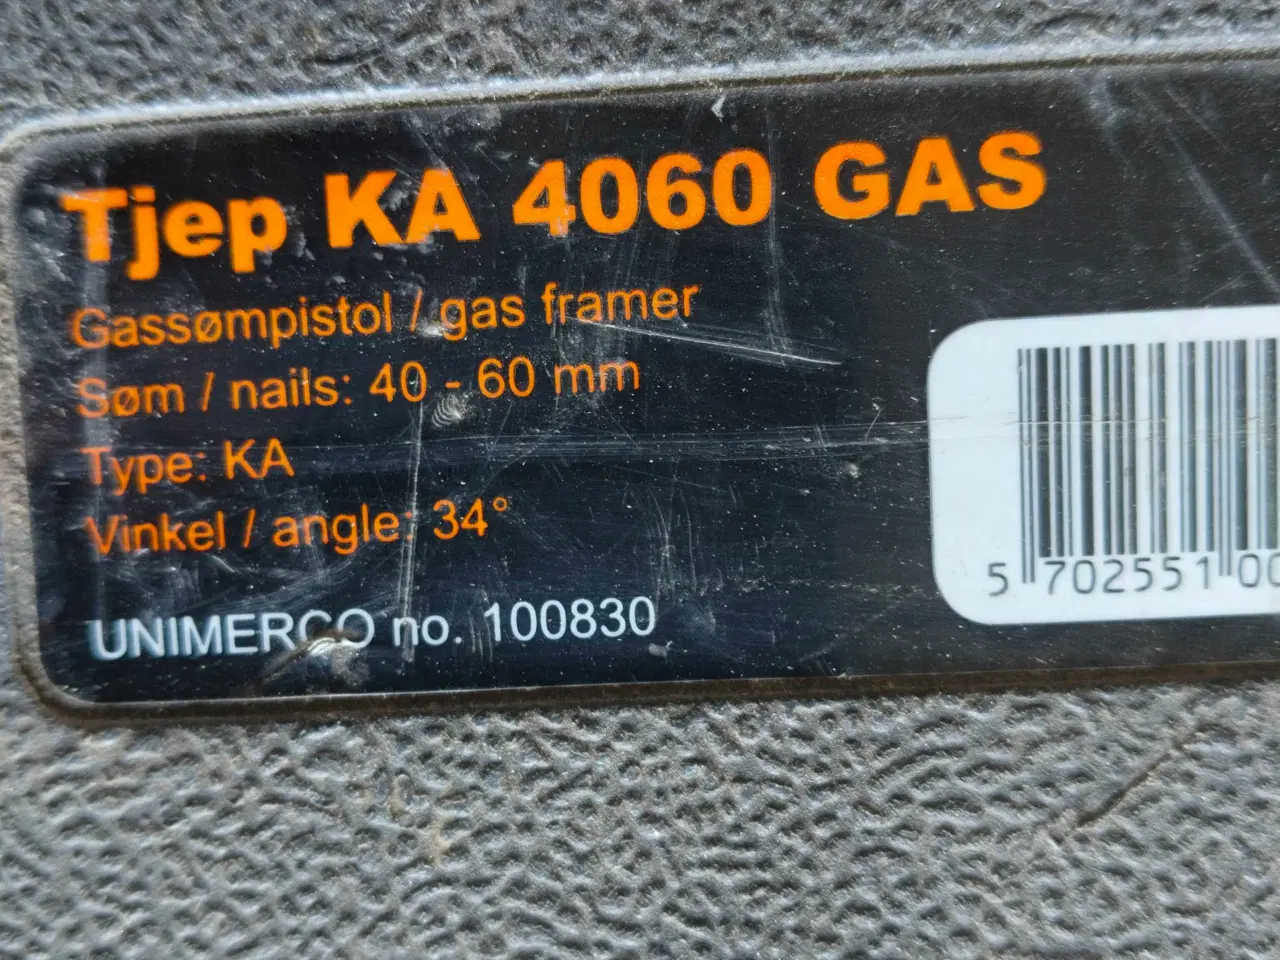 Tjep KA 4060 GAS
Gassømpistol / gas framer
Søm / nails: 40 - 60 mm
Type: KA
Vinkel / angle: 34°
UNIMERCO no. 100830
5 702551 00